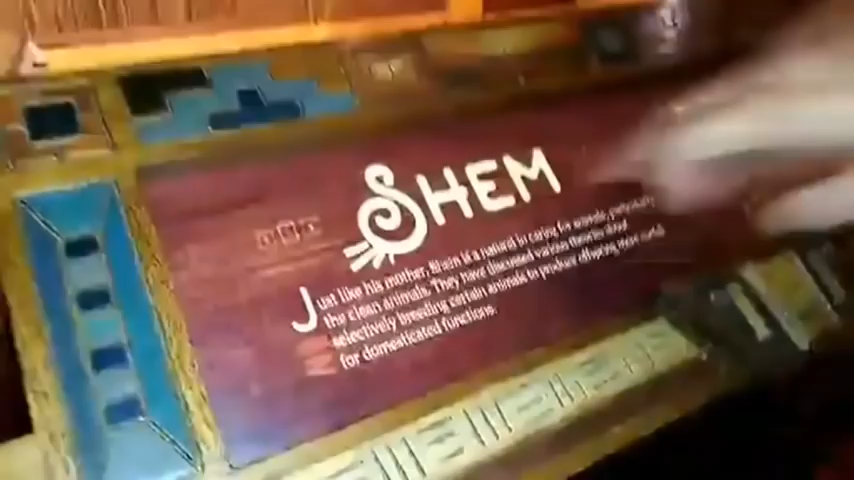 SHEM
Just like his mother, Shem is a natural in caring for animals, particularly
the clean animals. They have discussed various theories about
selectively breeding certain animals to produce offspring more useful
for domesticated functions.